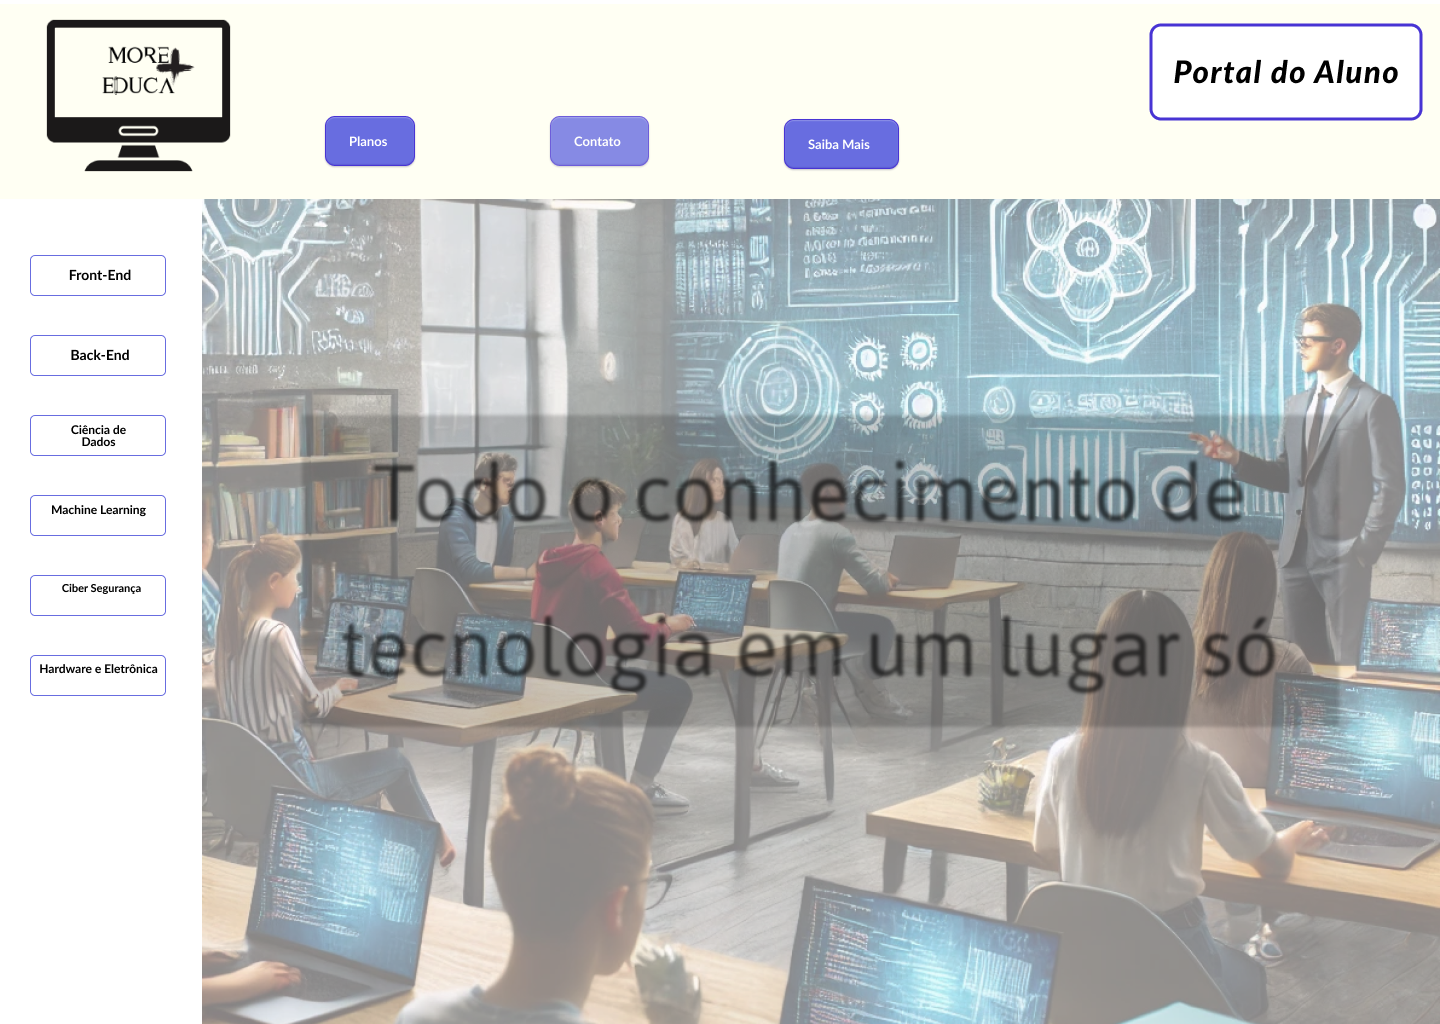 MORE
EDUCA
Portal do Aluno
Planos
Contato
Saiba Mais
Front-End
Back-End
Ciência de
Dados
Machine Learning
Ciber Segurança
Hardware e Eletrônica
Todo o conhecimento de
tecnologia em um lugar só